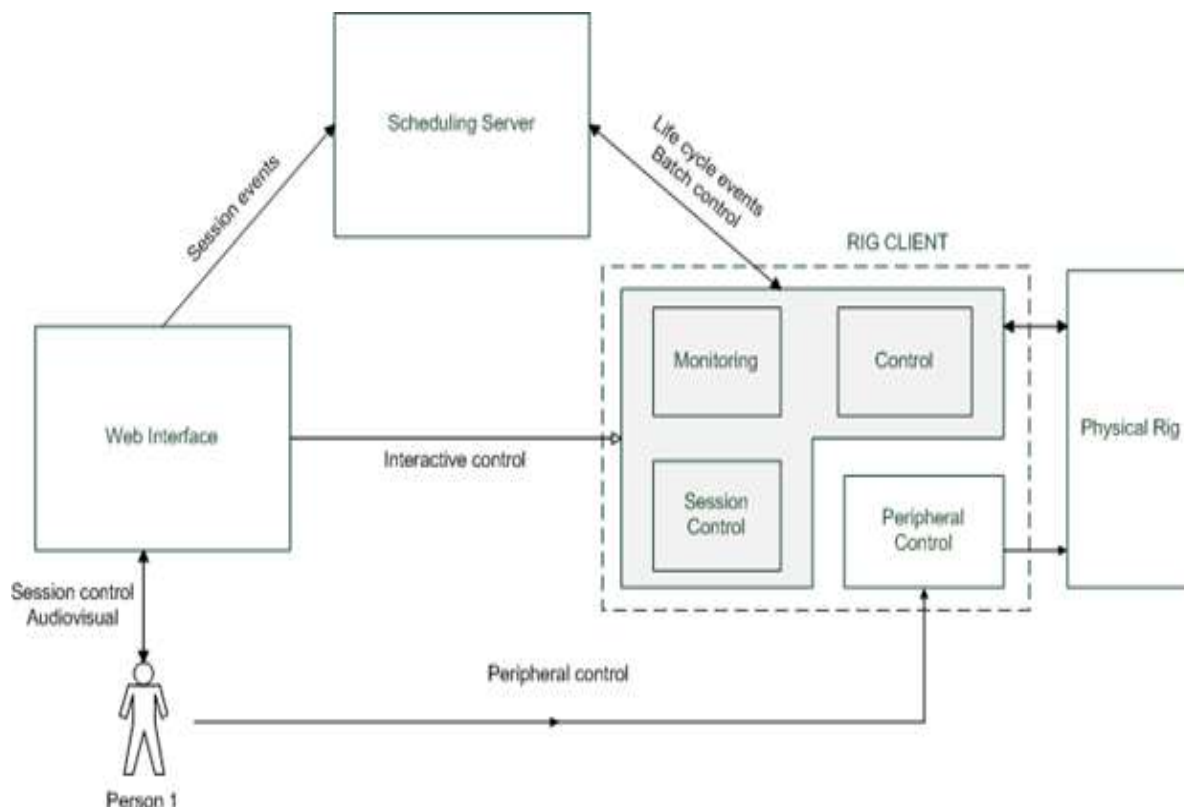 Scheduling Server
Session events
Life cycle events
Batch control
RIG CLIENT
Monitoring
Control
Physical Rig
Web Interface
Interactive control
Session
Control
Peripheral
Control
Session control
Audiovisual
Peripheral control
Person 1